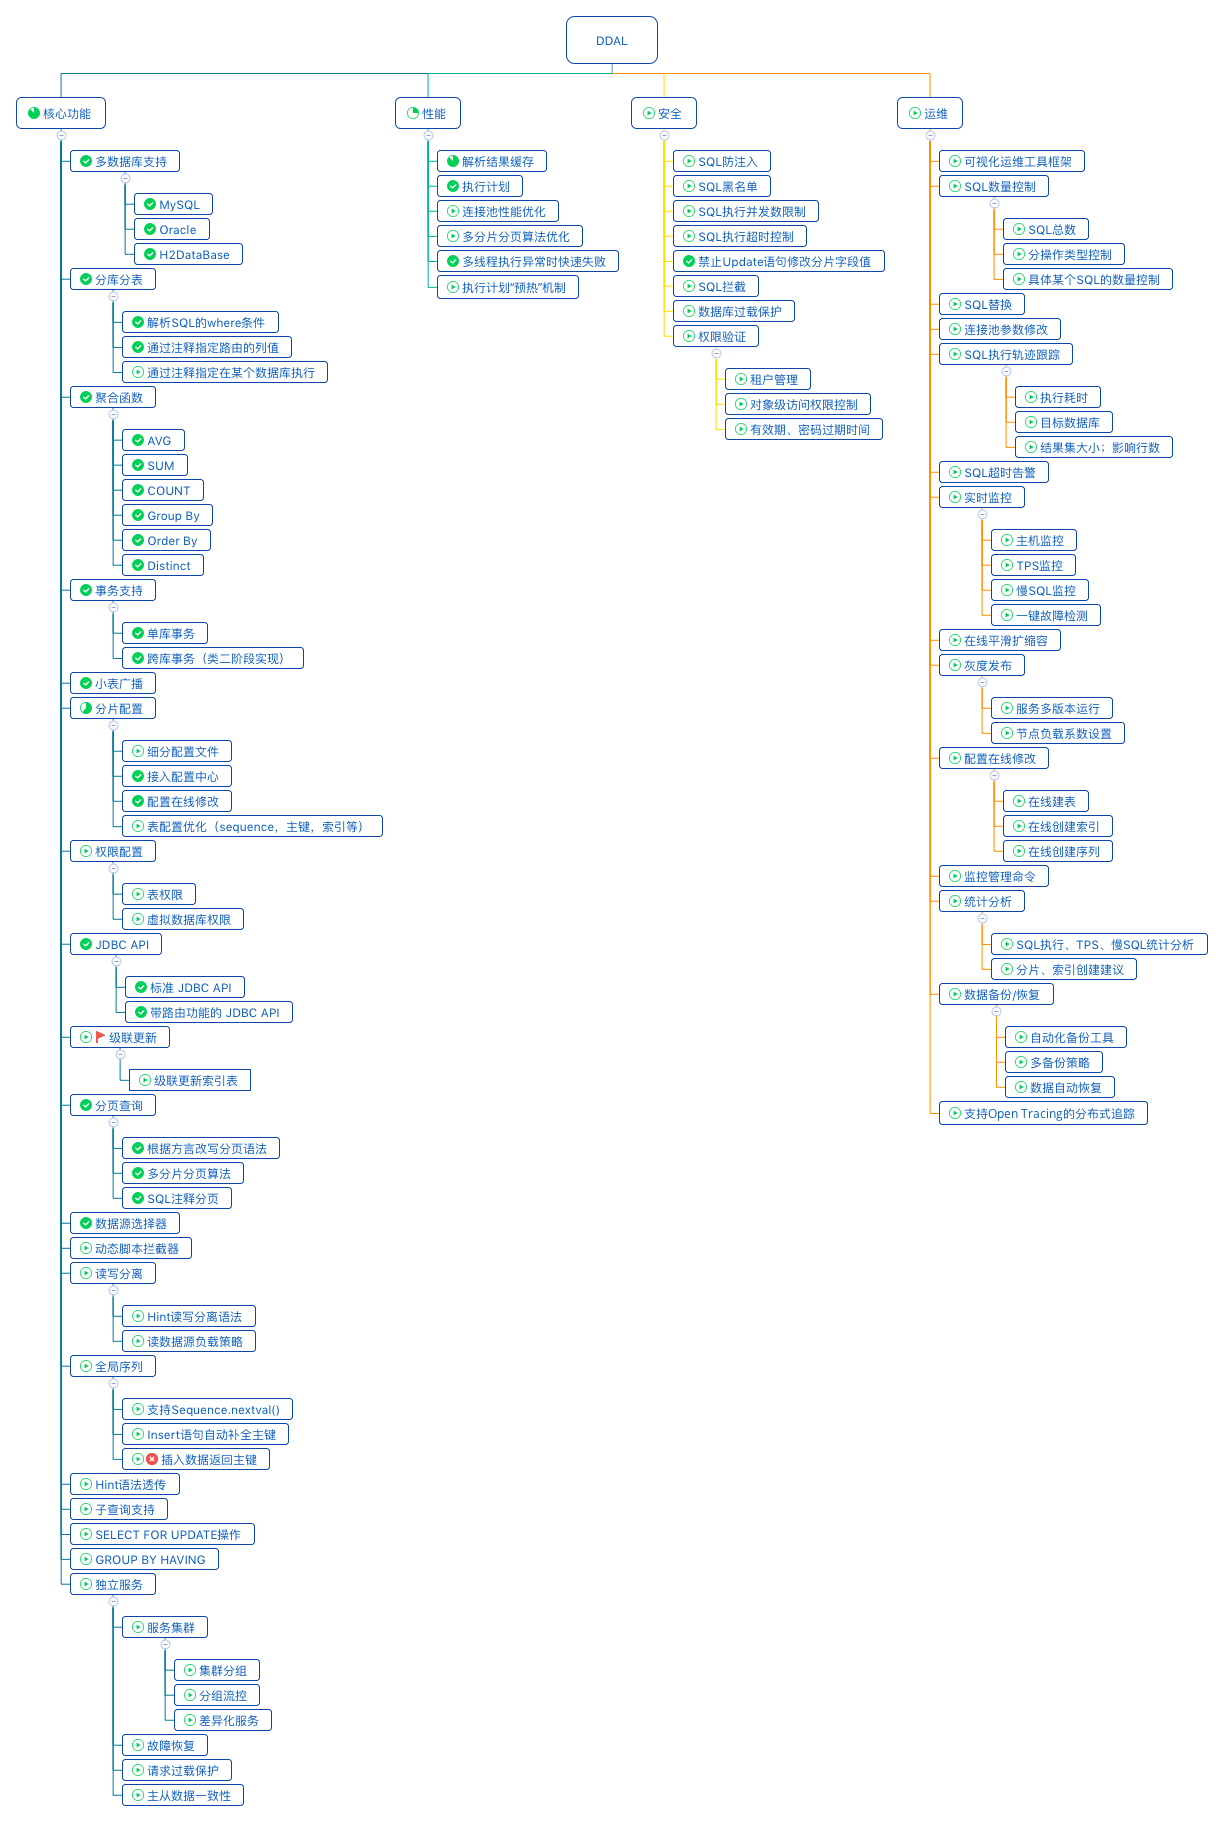 DDAL
核心功能
多数据库支持
MySQL
Oracle
H2DataBase
分库分表
解析SQL的where条件
通过注释指定路由的列值
通过注释指定在某个数据库执行
聚合函数
AVG
SUM
COUNT
Group By
Order By
Distinct
事务支持
单库事务
跨库事务（类二阶段实现）
小表广播
分片配置
细分配置文件
接入配置中心
配置在线修改
表配置优化（sequence，主键，索引等）
权限配置
表权限
虚拟数据库权限
JDBC API
标准 JDBC API
带路由功能的 JDBC API
级联更新
级联更新索引表
分页查询
根据方言改写分页语法
多分片分页算法
SQL注释分页
数据源选择器
动态脚本拦截器
读写分离
Hint读写分离语法
读数据源负载策略
全局序列
支持Sequence.nextval()
Insert语句自动补全主键
插入数据返回主键
Hint语法透传
子查询支持
SELECT FOR UPDATE操作
GROUP BY HAVING
独立服务
服务集群
集群分组
分组流控
差异化服务
故障恢复
请求过载保护
主从数据一致性
性能
解析结果缓存
执行计划
连接池性能优化
多分片分页算法优化
多线程执行异常时快速失败
执行计划“预热”机制
安全
SQL防注入
SQL黑名单
SQL执行并发数限制
SQL执行超时控制
禁止Update语句修改分片字段值
SQL拦截
数据库过载保护
权限验证
租户管理
对象级访问权限控制
有效期、密码过期时间
运维
可视化运维工具框架
SQL数量控制
SQL总数
分操作类型控制
具体某个SQL的数量控制
SQL替换
连接池参数修改
SQL执行轨迹跟踪
执行耗时
目标数据库
结果集大小；影响行数
SQL超时告警
实时监控
主机监控
TPS监控
慢SQL监控
一键故障检测
在线平滑扩缩容
灰度发布
服务多版本运行
节点负载系数设置
配置在线修改
在线建表
在线创建索引
在线创建序列
监控管理命令
统计分析
SQL执行、TPS、慢SQL统计分析
分片、索引创建建议
数据备份/恢复
自动化备份工具
多备份策略
数据自动恢复
支持Open Tracing的分布式追踪